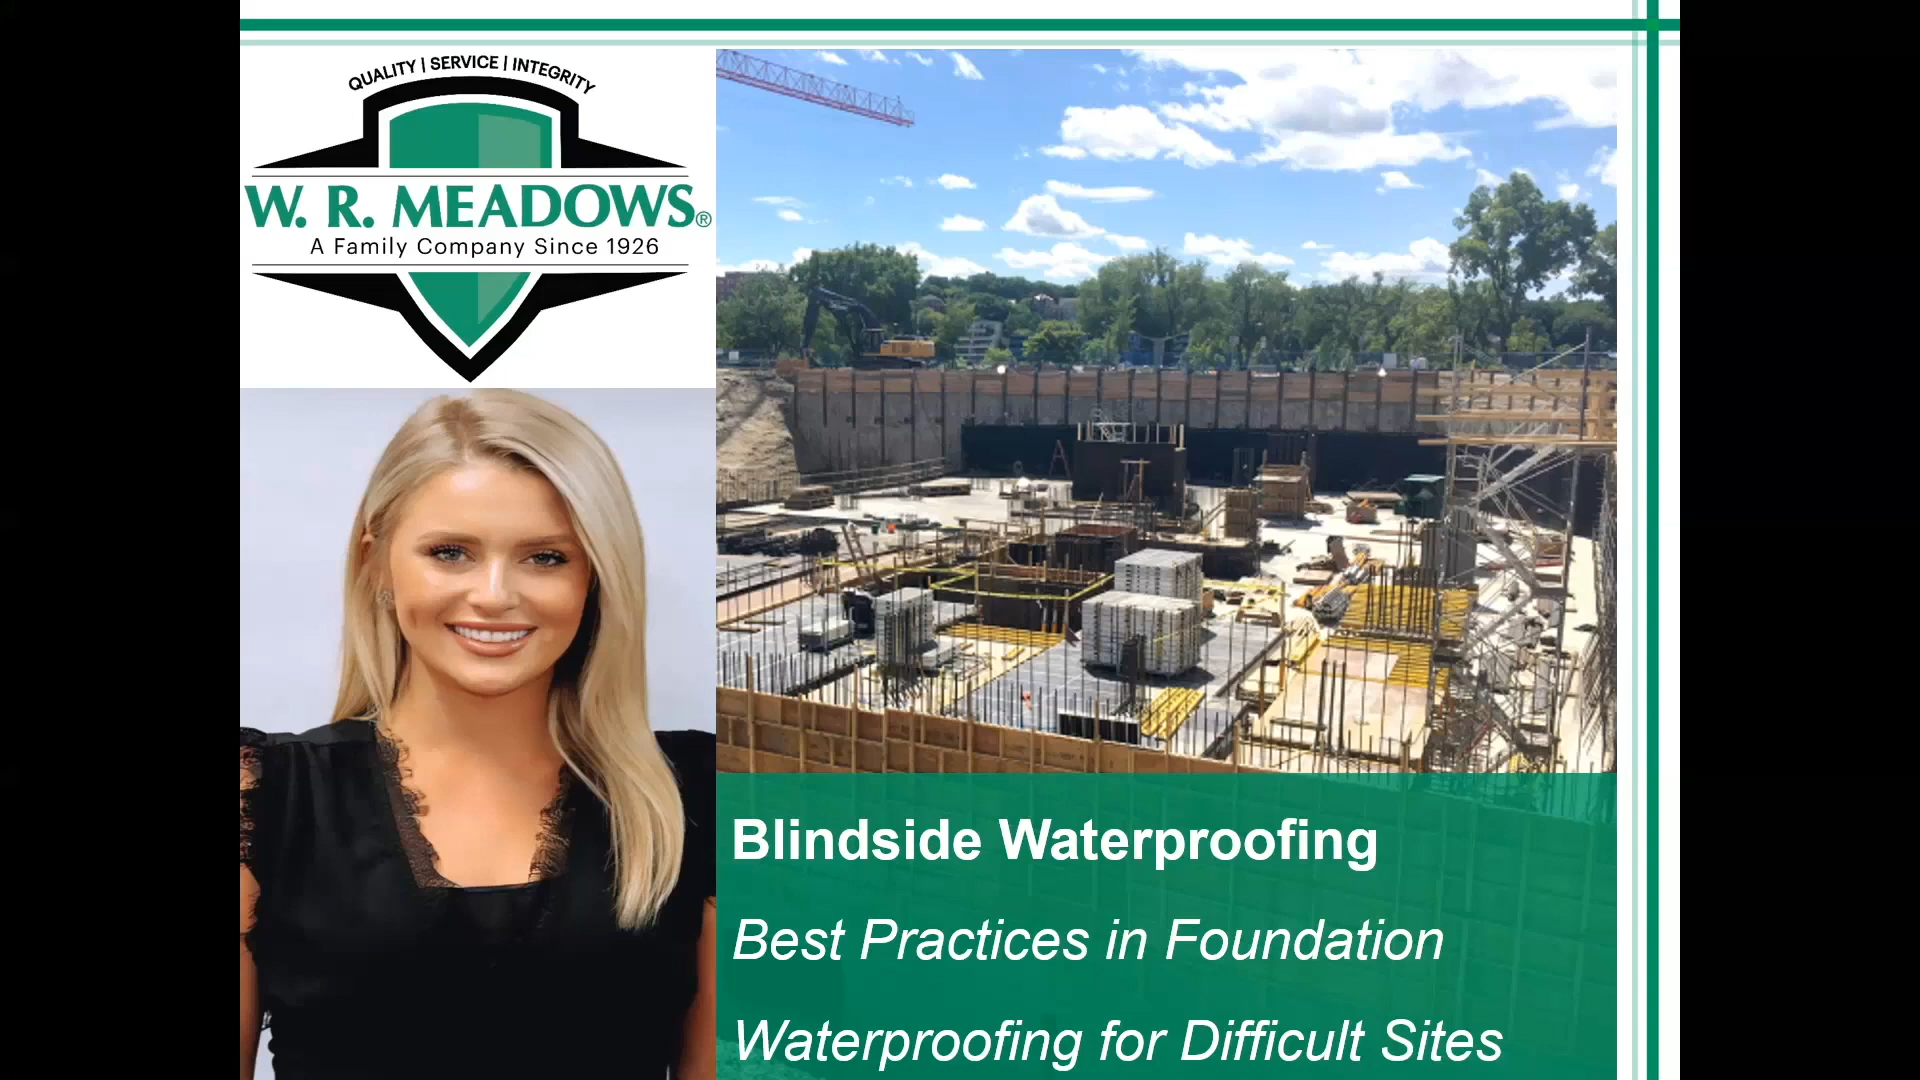 QUALITY | SERVICE | INTEGRITY
W. R. MEADOWS®
A Family Company Since 1926
Blindside Waterproofing
Best Practices in Foundation
Waterproofing for Difficult Sites